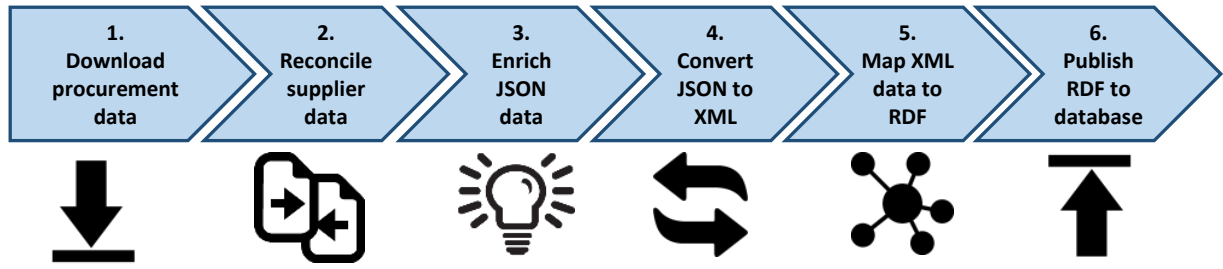 1.
Download
procurement
data
2.
Reconcile
supplier
data
3.
Enrich
JSON
data
4.
Convert
JSON to
XML
5.
Map XML
data to
RDF
6.
Publish
RDF to
database